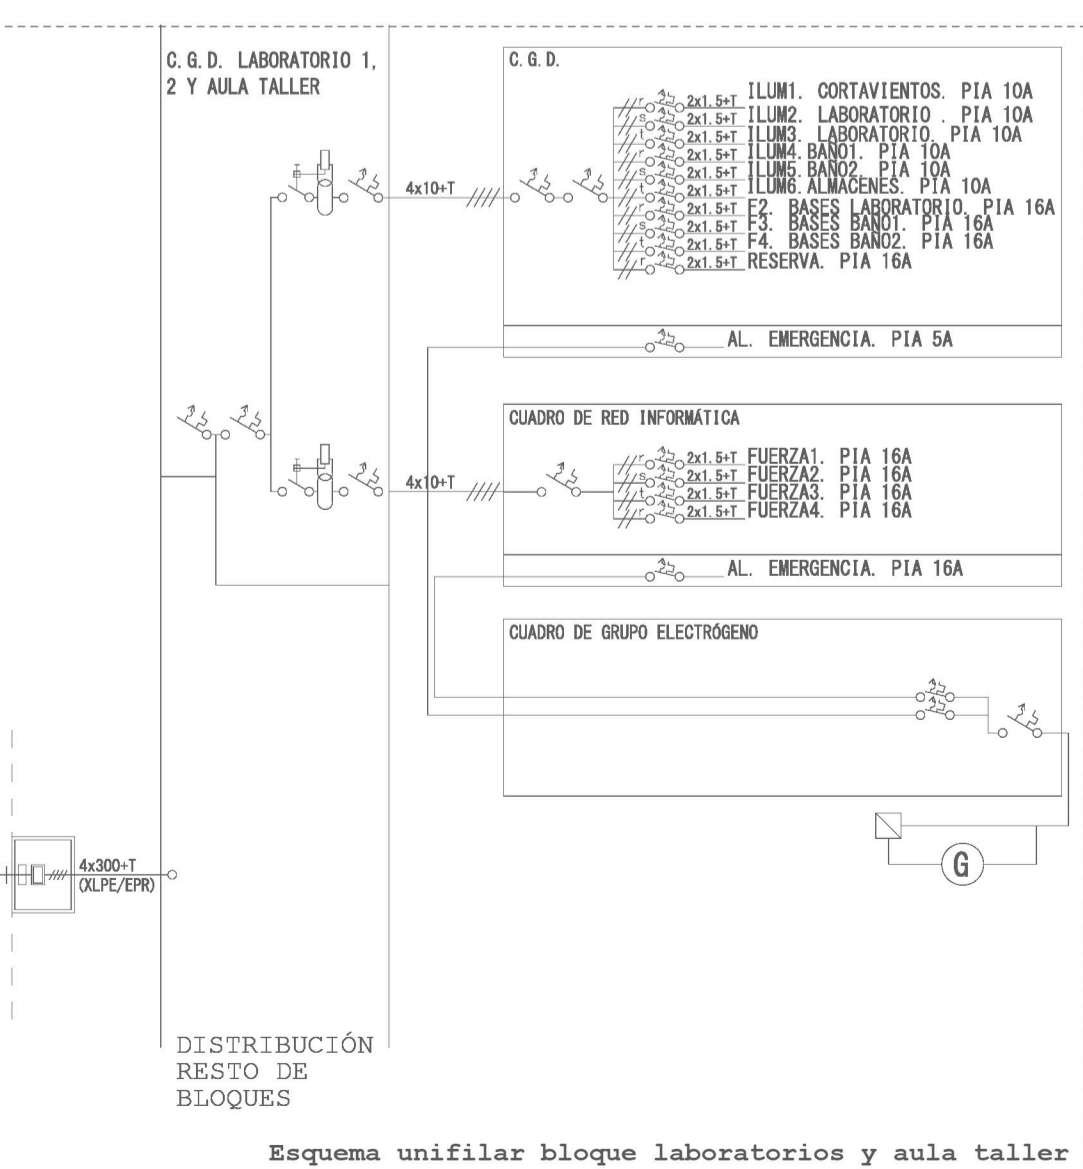 C. G. D. LABORATORIO 1,
2 Y AULA TALLER
C. G. D.
r 2x1. 5+T ILUM1. CORTAVIENTOS. PIA 10A
s 2x1. 5+T ILUM2. LABORATORIO . PIA 10A
t 2x1. 5+T ILUM3. LABORATORIO. PIA 10A
r 2x1. 5+T ILUM4. BAÑO1. PIA 10A
s 2x1. 5+T ILUM5. BAÑO2. PIA 10A
t 2x1. 5+T ILUM6. ALMACENES. PIA 10A
r 2x1. 5+T F2. BASES LABORATORIO. PIA 16A
s 2x1. 5+T F3. BASES BAÑO1. PIA 16A
t 2x1. 5+T F4. BASES BAÑO2. PIA 16A
r 2x1. 5+T RESERVA. PIA 16A
4x10+T
AL. EMERGENCIA. PIA 5A
CUADRO DE RED INFORMÁTICA
r 2x1. 5+T FUERZA1. PIA 16A
s 2x1. 5+T FUERZA2. PIA 16A
t 2x1. 5+T FUERZA3. PIA 16A
r 2x1. 5+T FUERZA4. PIA 16A
4x10+T
AL. EMERGENCIA. PIA 16A
CUADRO DE GRUPO ELECTRÓGENO
G
4x300+T
(XLPE/EPR)
DISTRIBUCIÓN
RESTO DE
BLOQUES
Esquema unifilar bloque laboratorios y aula taller